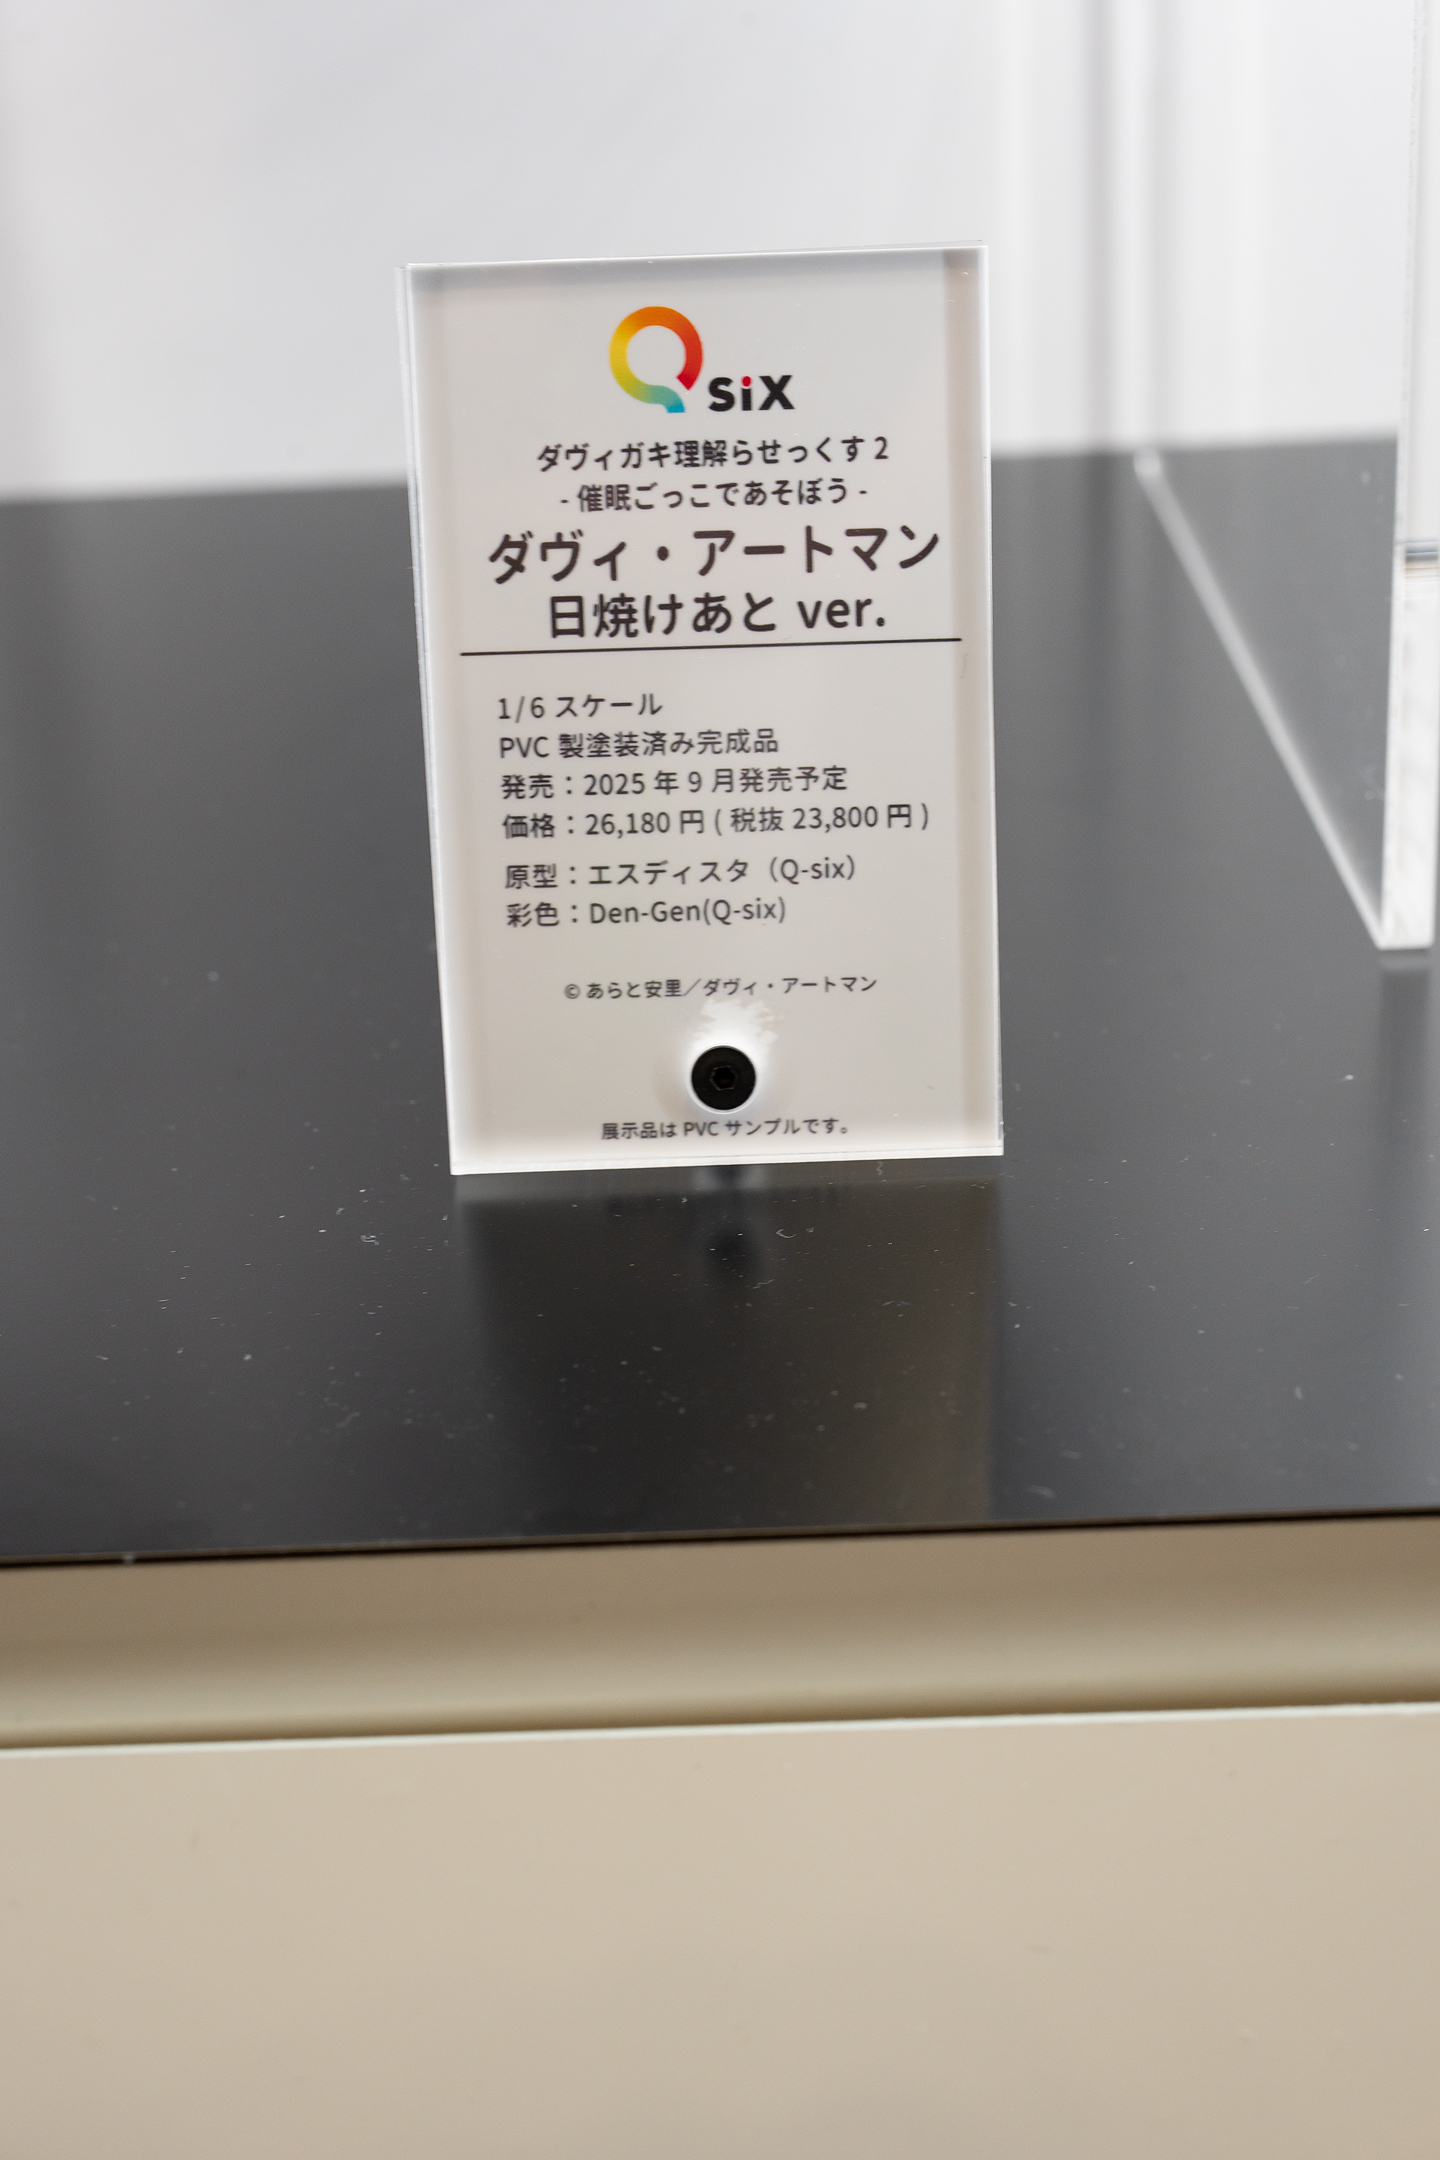 Q six
ダヴィガキ理解らせっくす 2
- 催眠ごっこであそぼう -
ダヴィ・アートマン
日焼けあと ver.
1/6 スケール
PVC 製塗装済み完成品
発売：2025 年 9 月発売予定
価格：26,180 円 ( 税抜 23,800 円 )
原型：エスディスタ（Q-six）
彩色：Den-Gen(Q-six)
© あらと安里／ダヴィ・アートマン
展示品は PVC サンプルです。